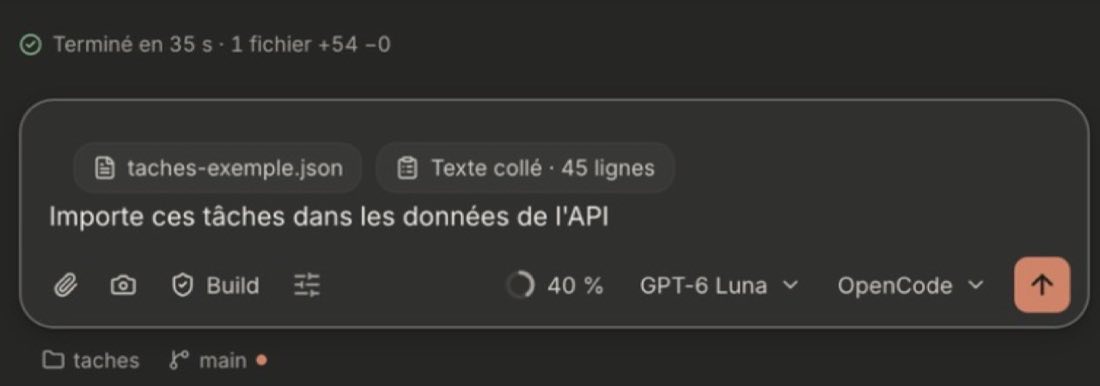 Terminé en 35 s · 1 fichier +54 −0
taches-exemple.json Texte collé · 45 lignes
Importe ces tâches dans les données de l'API
Build 40 % GPT-6 Luna OpenCode
taches main